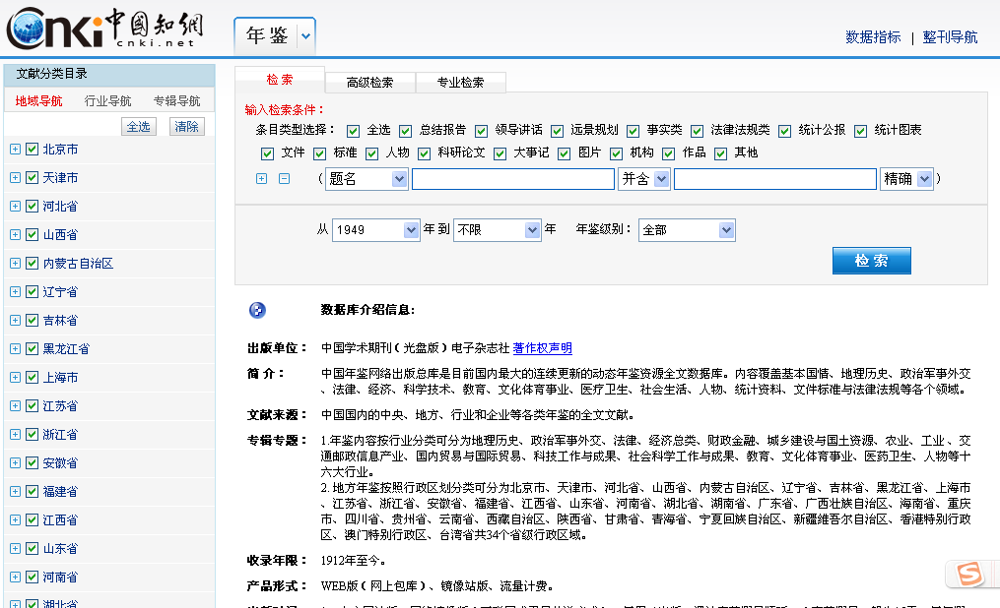 Cnki中国知网
cnki.net
年鉴
数据指标 | 整刊导航
文献分类目录
地域导航 行业导航 专辑导航
全选 清除
北京市
天津市
河北省
山西省
内蒙古自治区
辽宁省
吉林省
黑龙江省
上海市
江苏省
浙江省
安徽省
福建省
江西省
山东省
河南省
湖北省
检索 高级检索 专业检索
输入检索条件：
条目类型选择： 全选 总结报告 领导讲话 远景规划 事实类 法律法规类 统计公报 统计图表
文件 标准 人物 科研论文 大事记 图片 机构 作品 其他
( 题名 并含 精确 )
从 1949 年 到 不限 年 年鉴级别： 全部
检索
数据库介绍信息:
出版单位： 中国学术期刊(光盘版)电子杂志社 著作权声明
简介： 中国年鉴网络出版总库是目前国内最大的连续更新的动态年鉴资源全文数据库。内容覆盖基本国情、地理历史、政治军事外交
、法律、经济、科学技术、教育、文化体育事业、医疗卫生、社会生活、人物、统计资料、文件标准与法律法规等各个领域。
文献来源： 中国国内的中央、地方、行业和企业等各类年鉴的全文文献。
专辑专题： 1.年鉴内容按行业分类可分为地理历史、政治军事外交、法律、经济总类、财政金融、城乡建设与国土资源、农业、工业、交
通邮政信息产业、国内贸易与国际贸易、科技工作与成果、社会科学工作与成果、教育、文化体育事业、医药卫生、人物等十
六大行业。
2.地方年鉴按照行政区划分类可分为北京市、天津市、河北省、山西省、内蒙古自治区、辽宁省、吉林省、黑龙江省、上海市
、江苏省、浙江省、安徽省、福建省、江西省、山东省、河南省、湖北省、湖南省、广东省、广西壮族自治区、海南省、重庆
市、四川省、贵州省、云南省、西藏自治区、陕西省、甘肃省、青海省、宁夏回族自治区、新疆维吾尔自治区、香港特别行政
区、澳门特别行政区、台湾省共34个省级行政区域。
收录年限： 1912年至今。
产品形式： WEB版(网上包库)、镜像站版、流量计费。